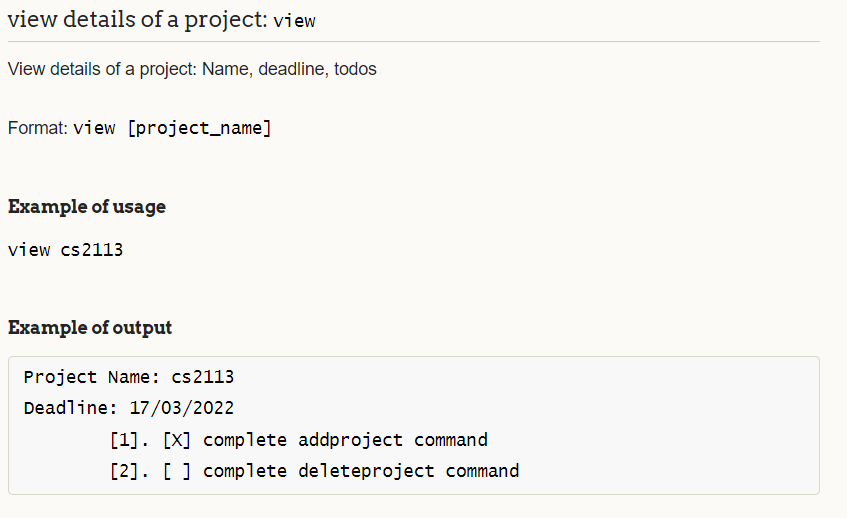 view details of a project: view
View details of a project: Name, deadline, todos
Format: view [project_name]
Example of usage
view cs2113
Example of output
Project Name: cs2113
Deadline: 17/03/2022
[1]. [X] complete addproject command
[2]. [ ] complete deleteproject command